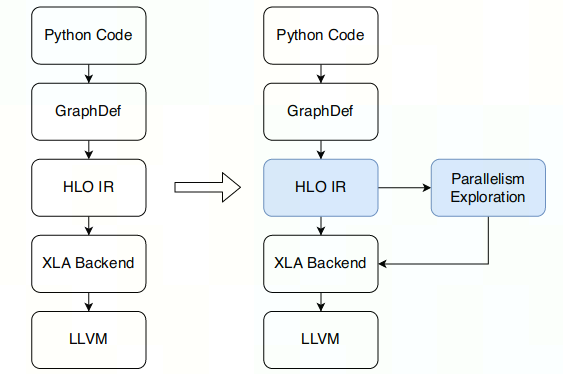 Python Code
GraphDef
HLO IR
XLA Backend
LLVM
Python Code
GraphDef
HLO IR
Parallelism
Exploration
XLA Backend
LLVM